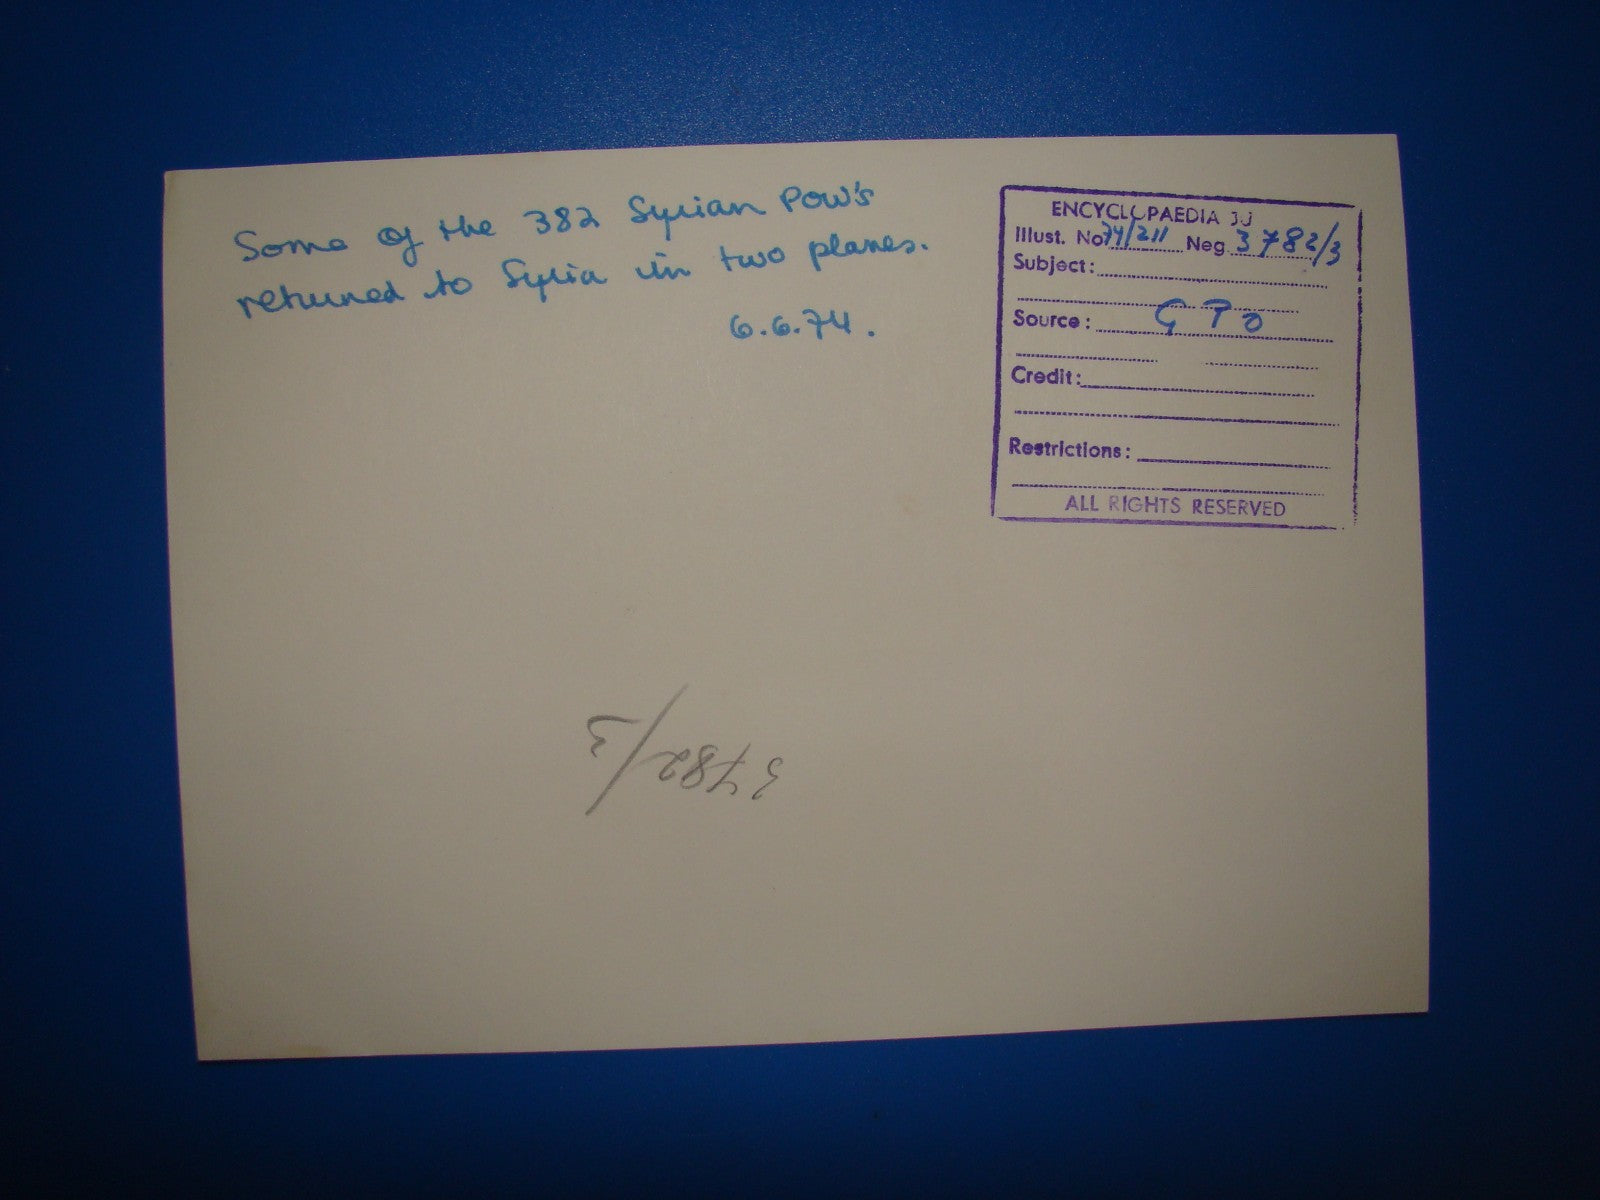 Some of the 382 Syrian POW's
returned to Syria in two planes.
6.6.74.
ENCYCLOPAEDIA JJ
Illust. No 74/211 Neg. 3782/3
Subject:
Source: GPO
Credit:
Restrictions:
ALL RIGHTS RESERVED
3782/3